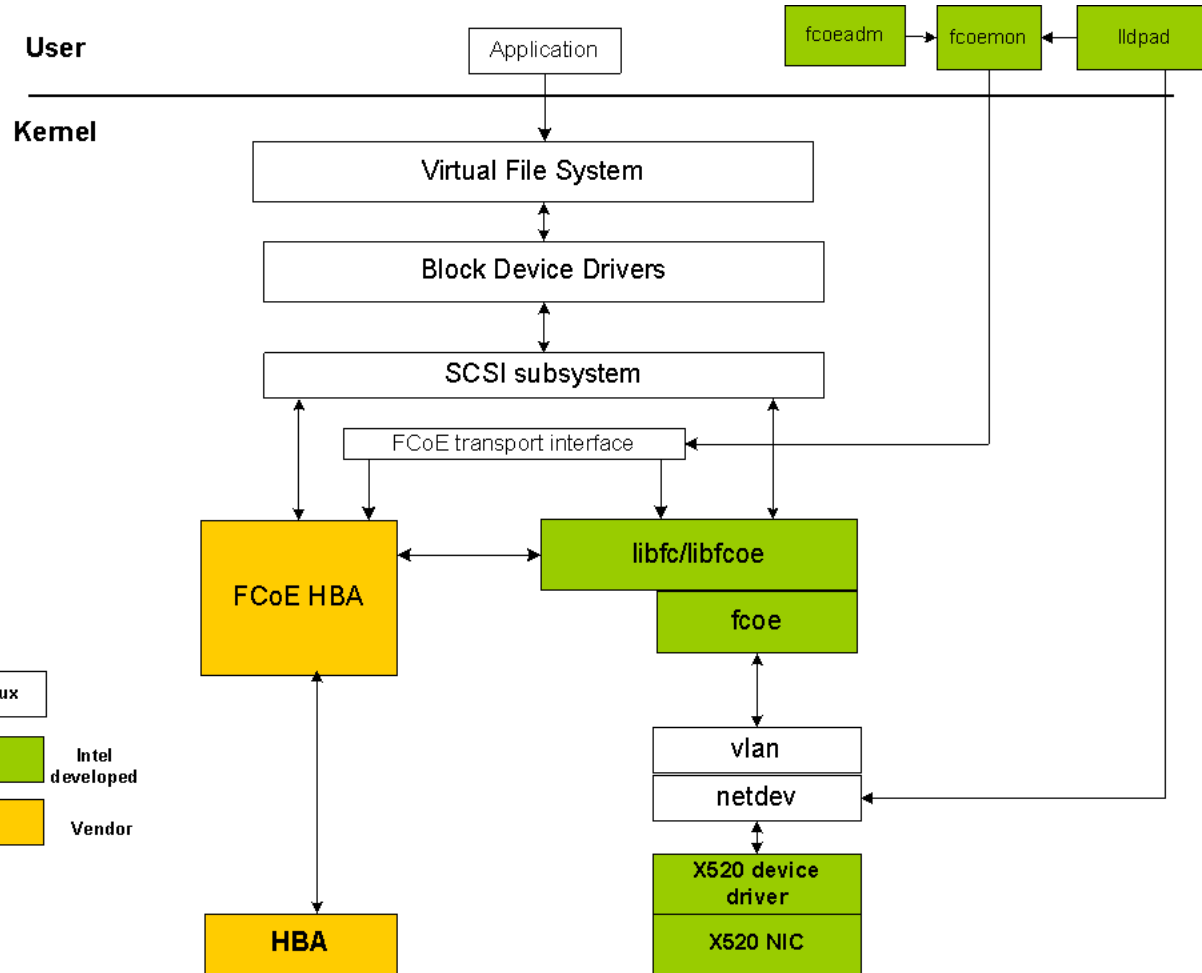 User
Application
fcoeadm
fcoemon
lldpad
Kernel
Virtual File System
Block Device Drivers
SCSI subsystem
FCoE transport interface
FCoE HBA
libfc/libfcoe
fcoe
ux
Intel
developed
Vendor
vlan
netdev
X520 device
driver
X520 NIC
HBA